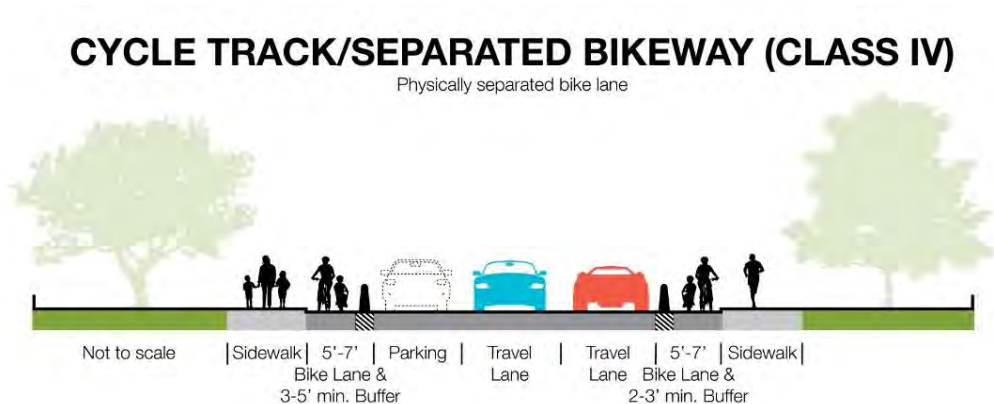 CYCLE TRACK/SEPARATED BIKEWAY (CLASS IV)
Physically separated bike lane
Not to scale
Sidewalk
5'-7'
Bike Lane &
3-5' min. Buffer
Parking
Travel
Lane
Travel
Lane
5'-7'
Bike Lane &
2-3' min. Buffer
Sidewalk